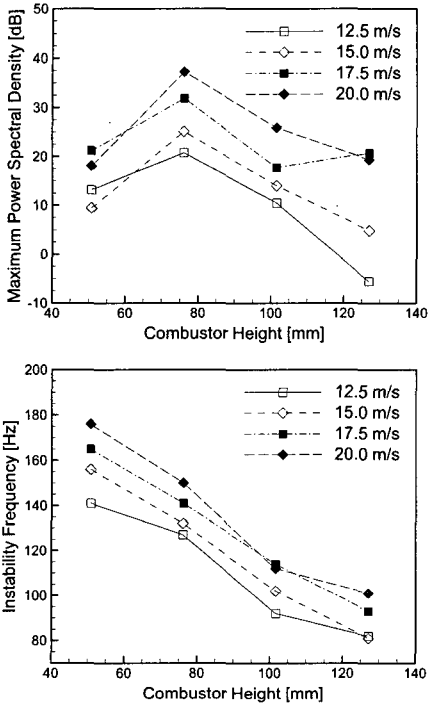 Maximum Power Spectral Density [dB]
50
40
30
20
10
0
-10
12.5 m/s
15.0 m/s
17.5 m/s
20.0 m/s
40 60 80 100 120 140
Combustor Height [mm]
Instability Frequency [Hz]
200
180
160
140
120
100
80
12.5 m/s
15.0 m/s
17.5 m/s
20.0 m/s
40 60 80 100 120 140
Combustor Height [mm]